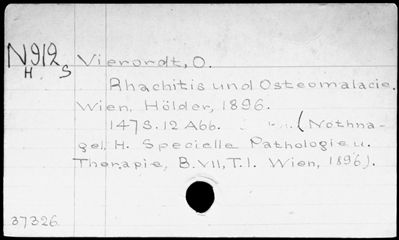 N912
H. S
Vierordt, O.
Rhachitis und Osteomalacie.
Wien, Hölder, 1896.
147 S. 12 Abb. (Nothna-
gel, H. Specielle Pathologie u.
Therapie, B. VII, T. I. Wien, 1896).
37326